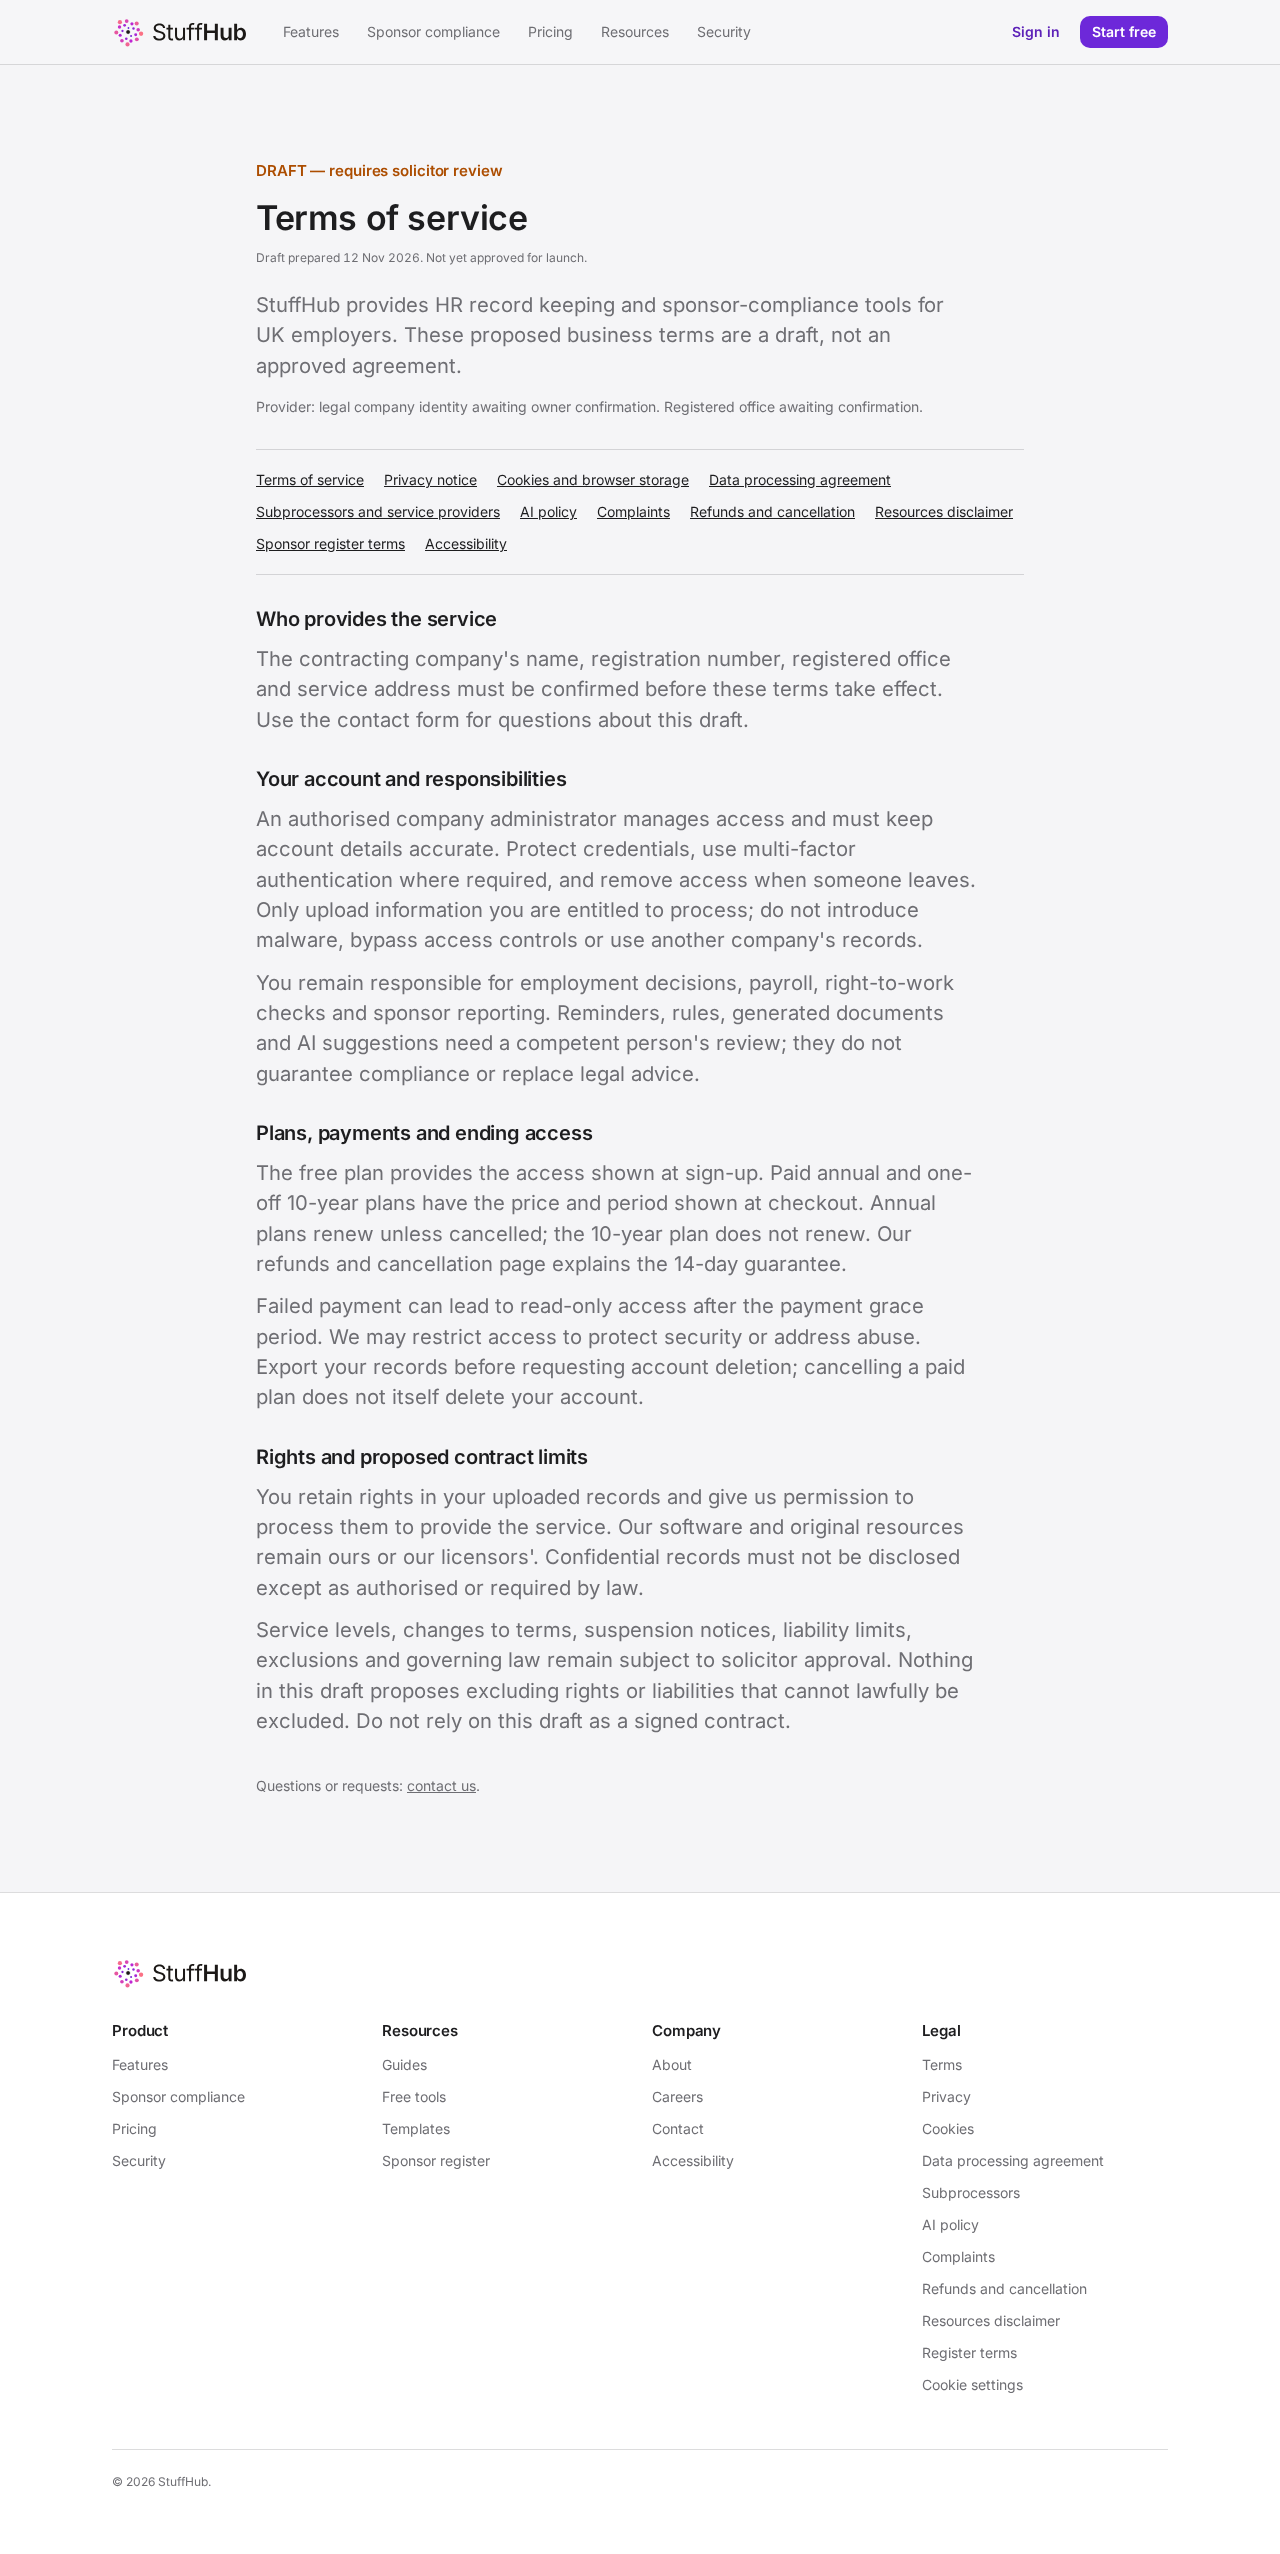 StuffHub Features Sponsor compliance Pricing Resources Security Sign in Start free
DRAFT — requires solicitor review
Terms of service
Draft prepared 12 Nov 2026. Not yet approved for launch.
StuffHub provides HR record keeping and sponsor-compliance tools for
UK employers. These proposed business terms are a draft, not an
approved agreement.
Provider: legal company identity awaiting owner confirmation. Registered office awaiting confirmation.
Terms of service Privacy notice Cookies and browser storage Data processing agreement
Subprocessors and service providers AI policy Complaints Refunds and cancellation Resources disclaimer
Sponsor register terms Accessibility
Who provides the service
The contracting company's name, registration number, registered office
and service address must be confirmed before these terms take effect.
Use the contact form for questions about this draft.
Your account and responsibilities
An authorised company administrator manages access and must keep
account details accurate. Protect credentials, use multi-factor
authentication where required, and remove access when someone leaves.
Only upload information you are entitled to process; do not introduce
malware, bypass access controls or use another company's records.
You remain responsible for employment decisions, payroll, right-to-work
checks and sponsor reporting. Reminders, rules, generated documents
and AI suggestions need a competent person's review; they do not
guarantee compliance or replace legal advice.
Plans, payments and ending access
The free plan provides the access shown at sign-up. Paid annual and one-
off 10-year plans have the price and period shown at checkout. Annual
plans renew unless cancelled; the 10-year plan does not renew. Our
refunds and cancellation page explains the 14-day guarantee.
Failed payment can lead to read-only access after the payment grace
period. We may restrict access to protect security or address abuse.
Export your records before requesting account deletion; cancelling a paid
plan does not itself delete your account.
Rights and proposed contract limits
You retain rights in your uploaded records and give us permission to
process them to provide the service. Our software and original resources
remain ours or our licensors'. Confidential records must not be disclosed
except as authorised or required by law.
Service levels, changes to terms, suspension notices, liability limits,
exclusions and governing law remain subject to solicitor approval. Nothing
in this draft proposes excluding rights or liabilities that cannot lawfully be
excluded. Do not rely on this draft as a signed contract.
Questions or requests: contact us.
StuffHub
Product
Features
Sponsor compliance
Pricing
Security
Resources
Guides
Free tools
Templates
Sponsor register
Company
About
Careers
Contact
Accessibility
Legal
Terms
Privacy
Cookies
Data processing agreement
Subprocessors
AI policy
Complaints
Refunds and cancellation
Resources disclaimer
Register terms
Cookie settings
© 2026 StuffHub.